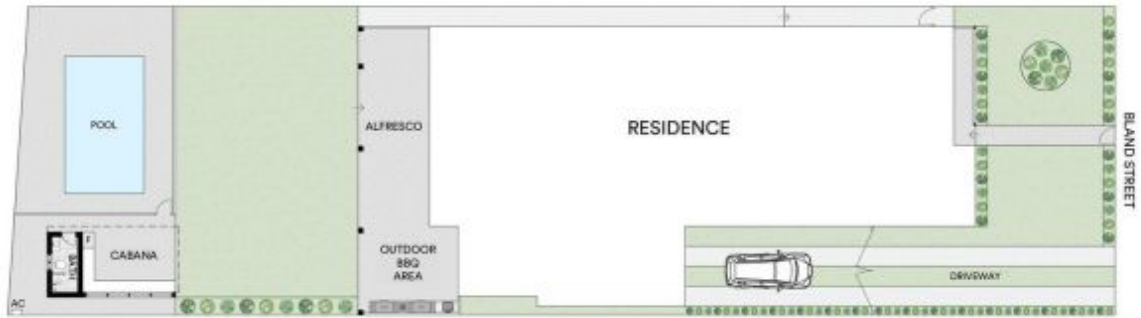 POOL
ALFRESCO
RESIDENCE
BLAND STREET
F
BATH
CABANA
OUTDOOR
BBQ
AREA
DRIVEWAY
AC